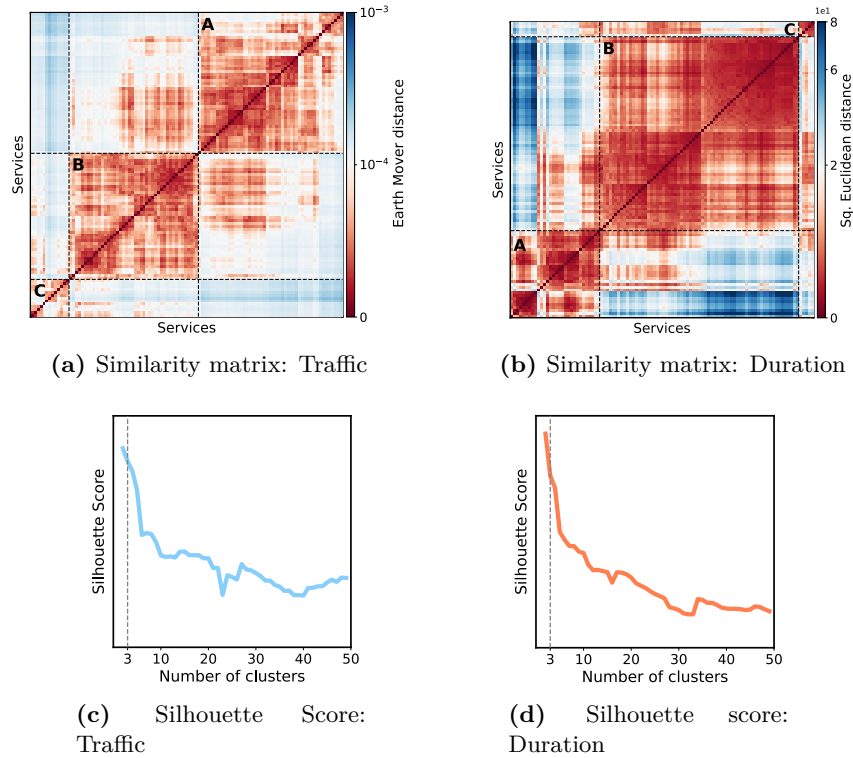 A
B
C
Services
Services
10⁻³
10⁻⁴
0
Earth Mover distance
(a) Similarity matrix: Traffic
C
B
A
Services
Services
8 1e1
2
0
Sq. Euclidean distance
(b) Similarity matrix: Duration
Silhouette Score
3 10 20 30 40 50
Number of clusters
(c) Silhouette Score:
Traffic
Silhouette Score
3 10 20 30 40 50
Number of clusters
(d) Silhouette score:
Duration